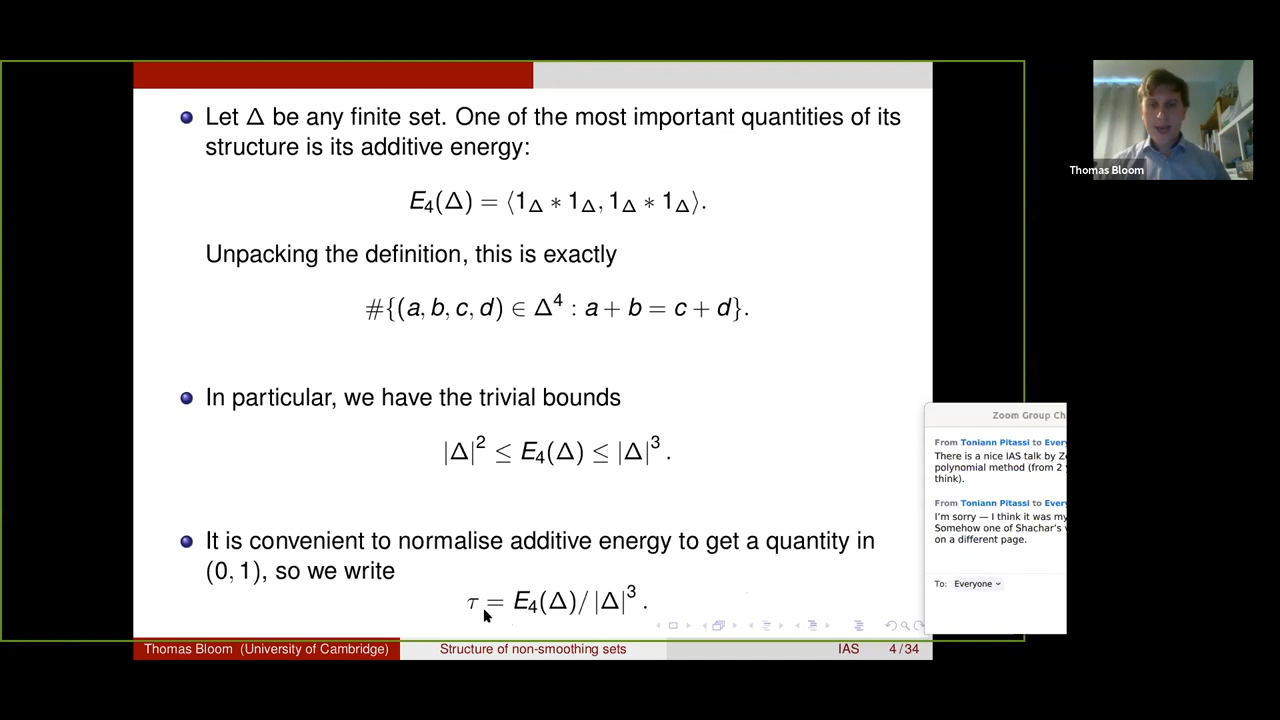 Let Δ be any finite set. One of the most important quantities of its
structure is its additive energy:
E₄(Δ) = ⟨1_Δ ∗ 1_Δ, 1_Δ ∗ 1_Δ⟩.
Unpacking the definition, this is exactly
#{(a, b, c, d) ∈ Δ⁴ : a + b = c + d}.
In particular, we have the trivial bounds
|Δ|² ≤ E₄(Δ) ≤ |Δ|³.
It is convenient to normalise additive energy to get a quantity in
(0, 1), so we write
τ = E₄(Δ)/|Δ|³.
Thomas Bloom (University of Cambridge)
Structure of non-smoothing sets
IAS
4/34
Thomas Bloom
Zoom Group
From Toniann Pitassi to
There is a nice IAS talk by
polynomial method (from 2
think).
From Toniann Pitassi to
I'm sorry — I think it was my
Somehow one of Shachar's
on a different page.
To: Everyone